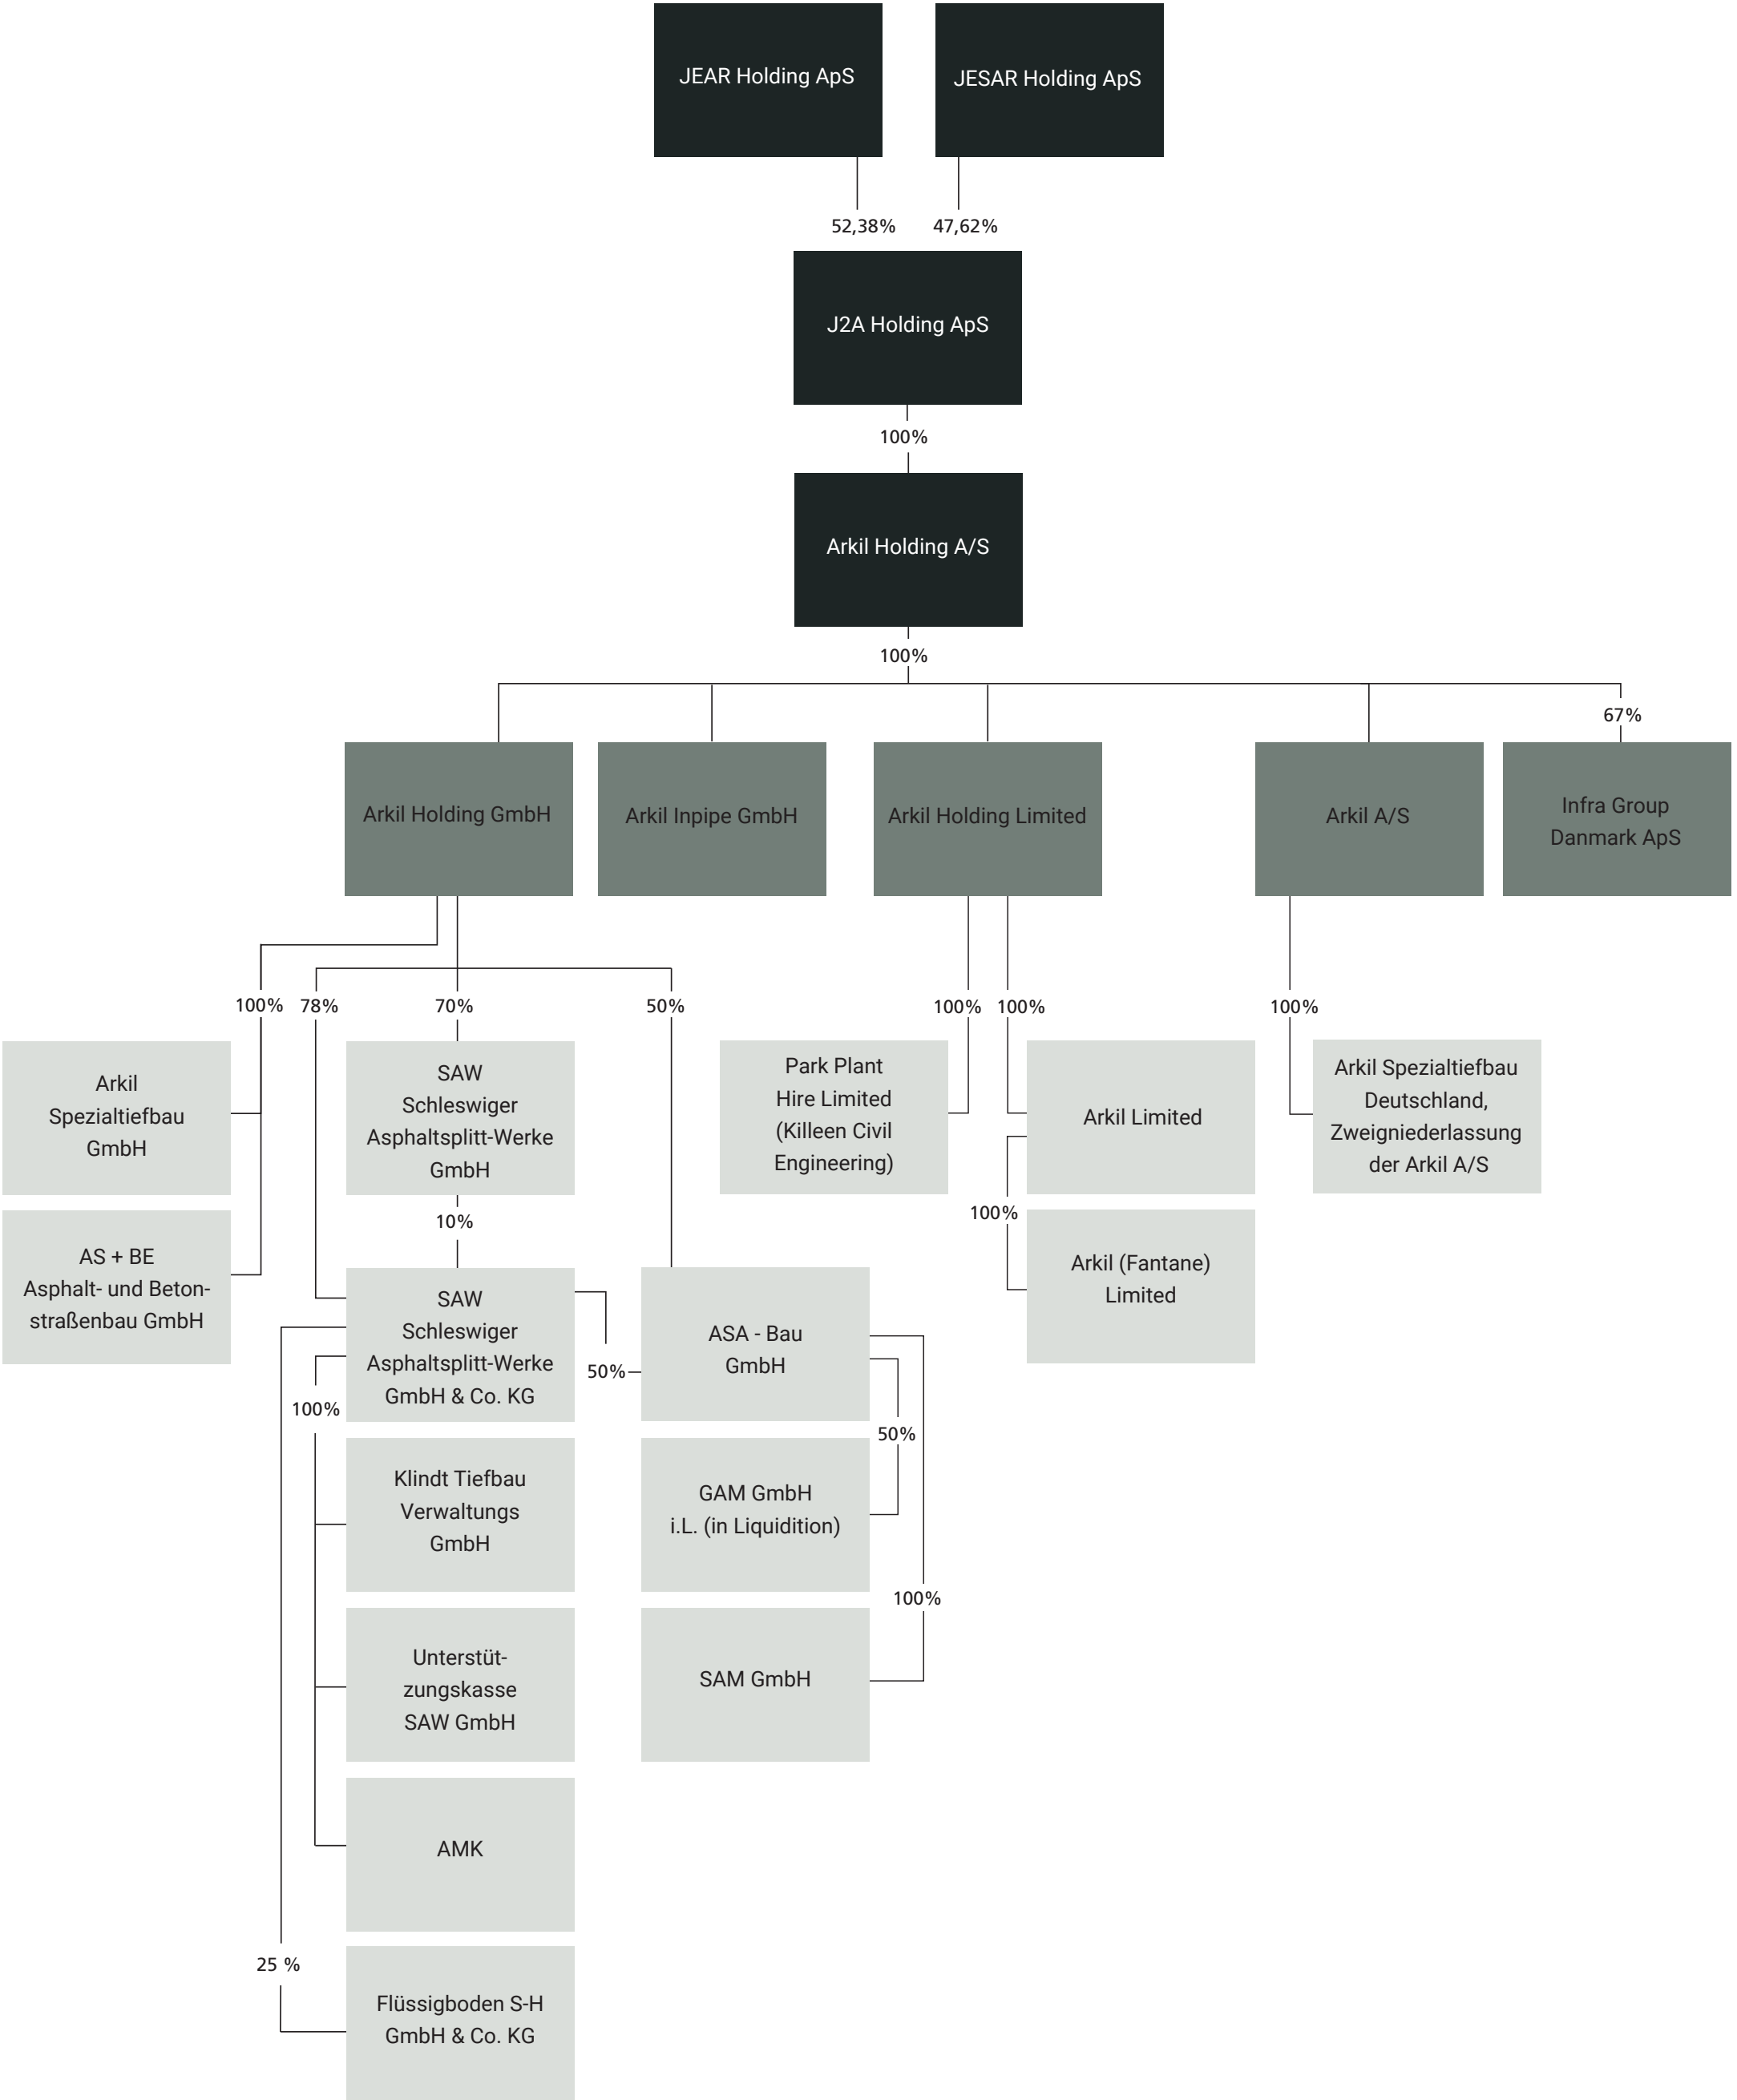 JEAR Holding ApS
JESAR Holding ApS
52,38%
47,62%
J2A Holding ApS
100%
Arkil Holding A/S
100%
67%
Arkil Holding GmbH
Arkil Inpipe GmbH
Arkil Holding Limited
Arkil A/S
Infra Group
Danmark ApS
100%
78%
70%
50%
100%
100%
100%
Arkil
Spezialtiefbau
GmbH
SAW
Schleswiger
Asphaltsplitt-Werke
GmbH
Park Plant
Hire Limited
(Killeen Civil
Engineering)
Arkil Limited
Arkil Spezialtiefbau
Deutschland,
Zweigniederlassung
der Arkil A/S
10%
100%
AS + BE
Asphalt- und Beton-
straßenbau GmbH
SAW
Schleswiger
Asphaltsplitt-Werke
GmbH & Co. KG
50%
ASA - Bau
GmbH
Arkil (Fantane)
Limited
100%
50%
Klindt Tiefbau
Verwaltungs
GmbH
GAM GmbH
i.L. (in Liquidition)
100%
Unterstüt-
zungskasse
SAW GmbH
SAM GmbH
AMK
25 %
Flüssigboden S-H
GmbH & Co. KG